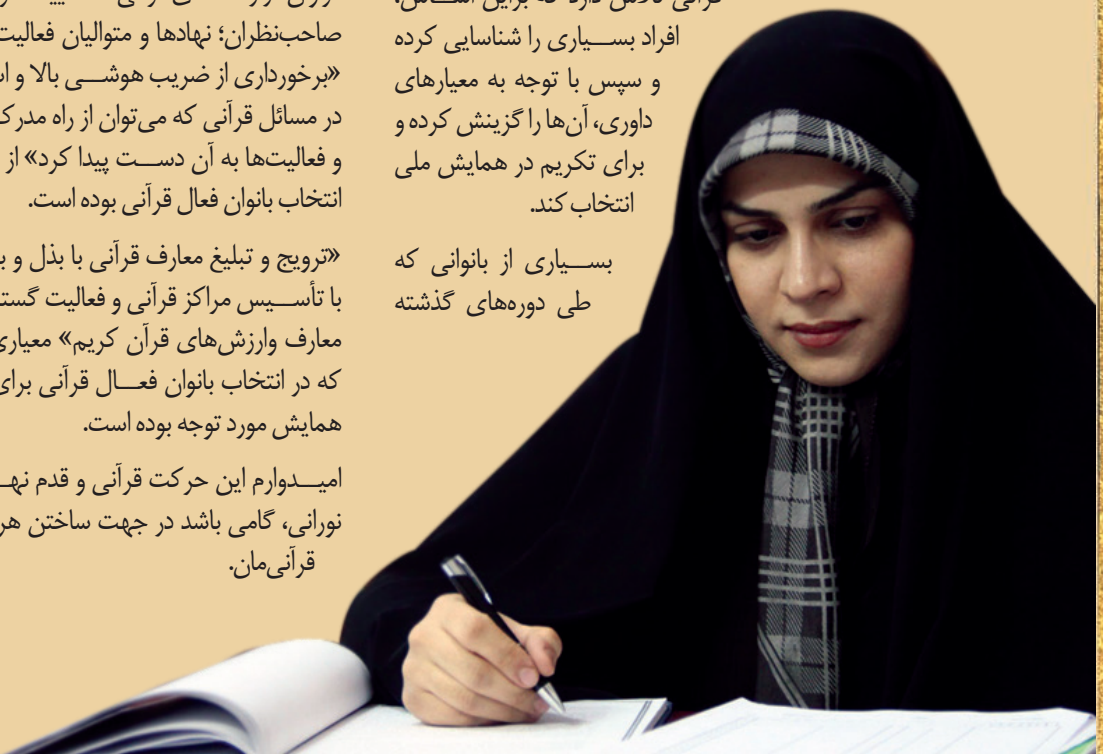 قرآنی تلاش دارد که براین اساس،
افراد بسیاری را شناسایی کرده
و سپس با توجه به معیارهای
داوری، آن‌ها را گزینش کرده و
برای تکریم در همایش ملی
انتخاب کند.
بسیاری از بانوانی که
طی دوره‌های گذشته
صاحب‌نظران؛ نهادها و متوالیان فعالیت
«برخورداری از ضریب هوشی بالا و
در مسائل قرآنی که می‌توان از راه مدرک
و فعالیت‌ها به آن دست پیدا کرد» از
انتخاب بانوان فعال قرآنی بوده است.
«ترویج و تبلیغ معارف قرآنی با بذل و
با تأسیس مراکز قرآنی و فعالیت
معارف وارزش‌های قرآن کریم» معیاری
که در انتخاب بانوان فعال قرآنی برای
همایش مورد توجه بوده است.
امیدوارم این حرکت قرآنی و قدم
نورانی، گامی باشد در جهت ساختن هر
قرآنی‌مان.